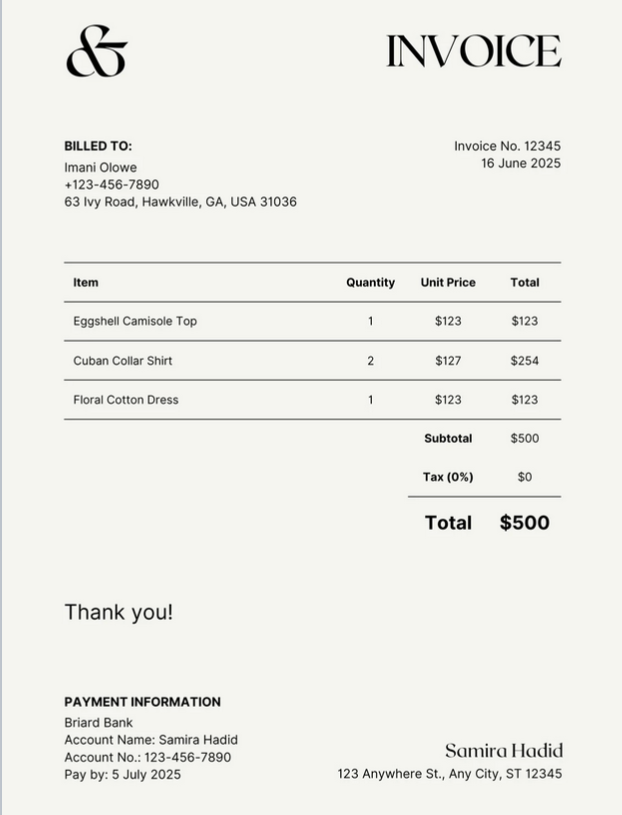 &
INVOICE
BILLED TO:
Imani Olowe
+123-456-7890
63 Ivy Road, Hawkville, GA, USA 31036
Invoice No. 12345
16 June 2025
Item Quantity Unit Price Total
Eggshell Camisole Top 1 $123 $123
Cuban Collar Shirt 2 $127 $254
Floral Cotton Dress 1 $123 $123
Subtotal $500
Tax (0%) $0
Total $500
Thank you!
PAYMENT INFORMATION
Briard Bank
Account Name: Samira Hadid
Account No.: 123-456-7890
Pay by: 5 July 2025
Samira Hadid
123 Anywhere St., Any City, ST 12345